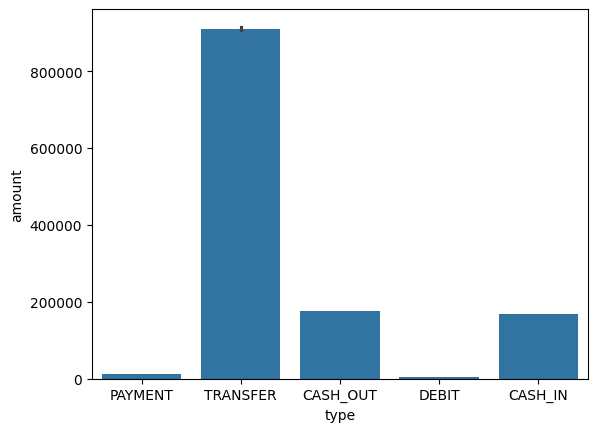 800000
600000
400000
200000
0
amount
PAYMENT TRANSFER CASH_OUT DEBIT CASH_IN
type